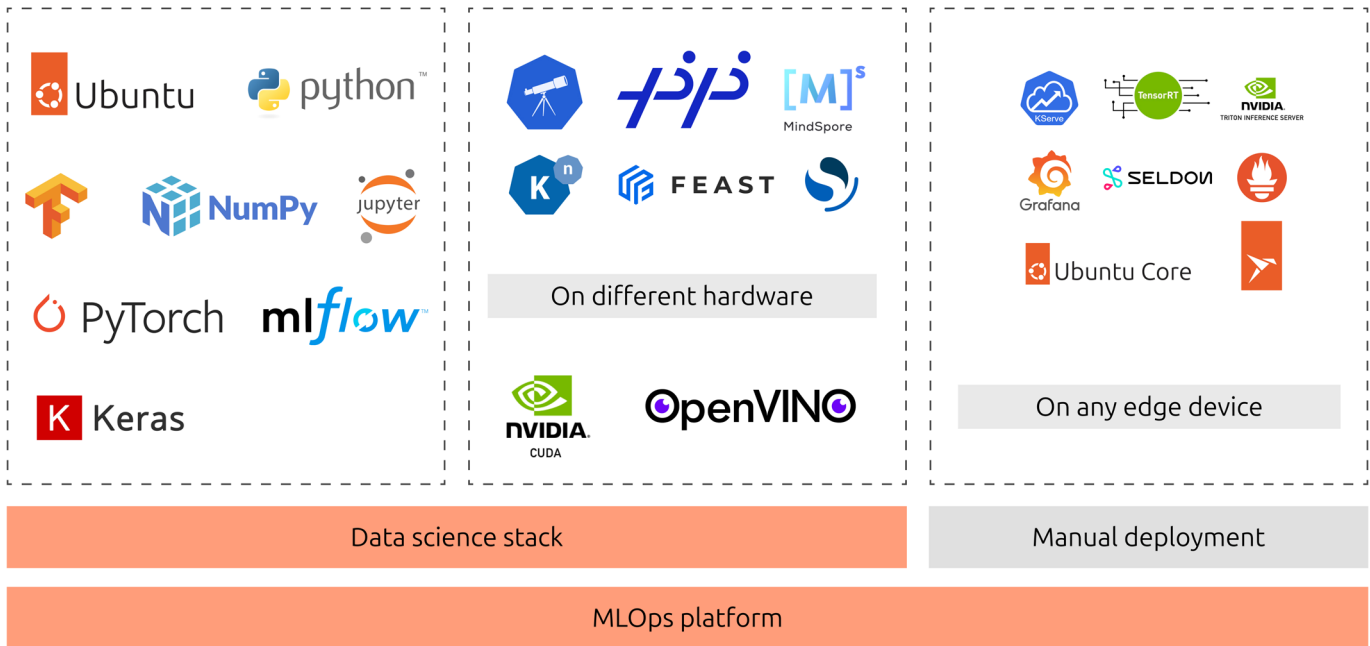 Ubuntu
python™
NumPy
jupyter
PyTorch
mlflow™
K Keras
MindSpore
[M]s
K n
FEAST
On different hardware
NVIDIA.
CUDA
OpenVINO
KServe
TensorRT
NVIDIA.
TRITON INFERENCE SERVER
Grafana
SELDON
Ubuntu Core
On any edge device
Data science stack
Manual deployment
MLOps platform